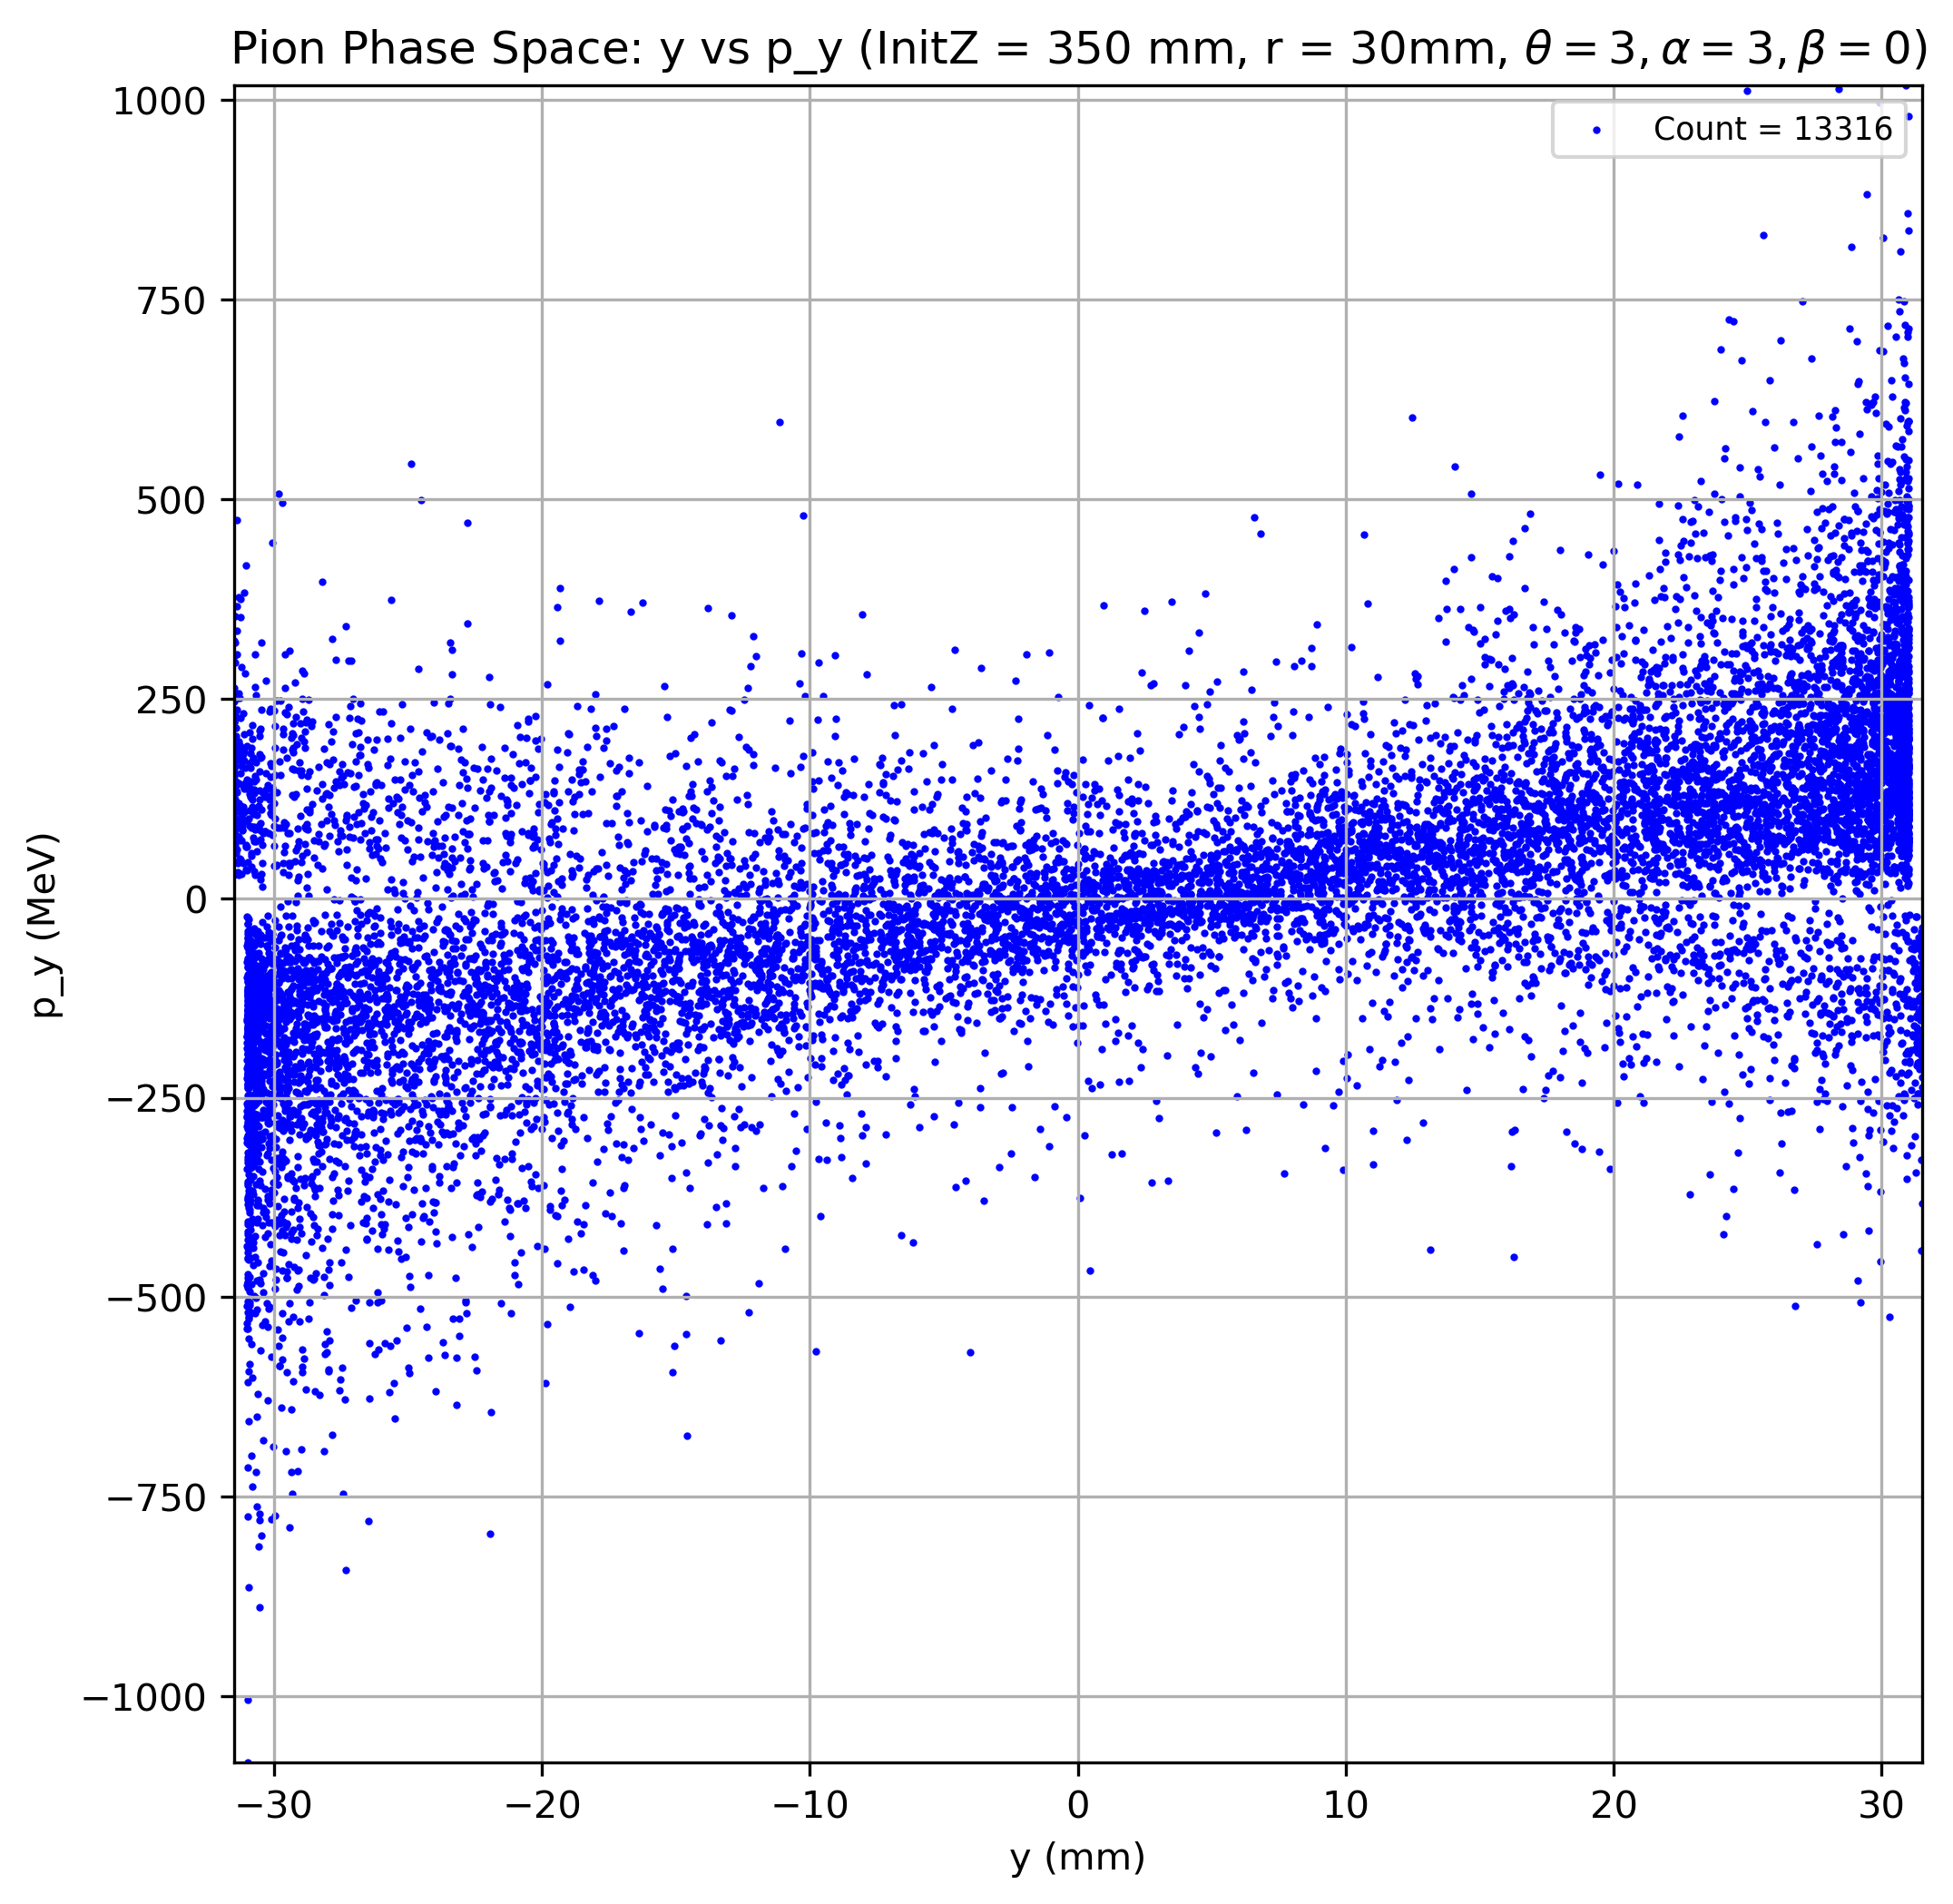 Pion Phase Space: y vs p_y (InitZ = 350 mm, r = 30mm, θ = 3, α = 3, β = 0)
Count = 13316
1000
750
500
250
0
−250
−500
−750
−1000
p_y (MeV)
−30 −20 −10 0 10 20 30
y (mm)